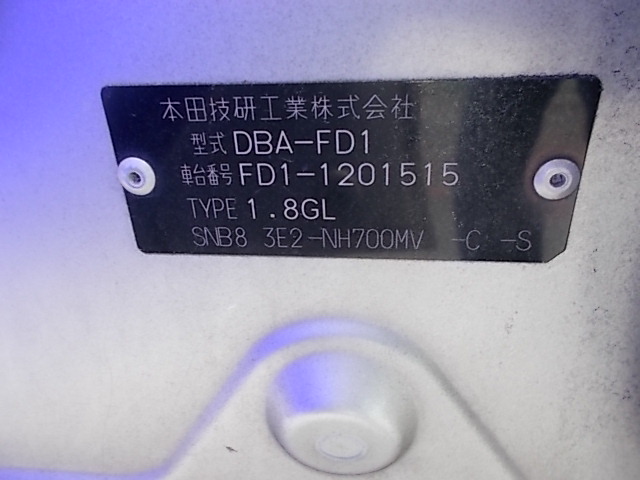 本田技研工業株式会社
型式 DBA-FD1
車台番号 FD1-1201515
TYPE 1.8GL
SNB8 3E2-NH700MV -C -S